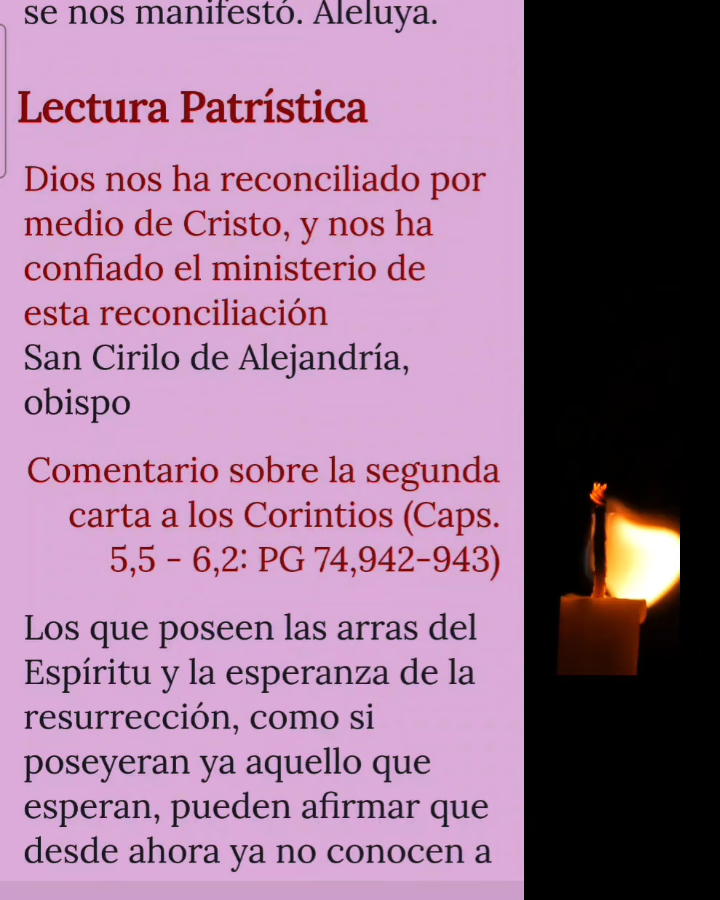 se nos manifestó. Aleluya.
Lectura Patrística
Dios nos ha reconciliado por
medio de Cristo, y nos ha
confiado el ministerio de
esta reconciliación
San Cirilo de Alejandría,
obispo
Comentario sobre la segunda
carta a los Corintios (Caps.
5,5 - 6,2: PG 74,942-943)
Los que poseen las arras del
Espíritu y la esperanza de la
resurrección, como si
poseyeran ya aquello que
esperan, pueden afirmar que
desde ahora ya no conocen a